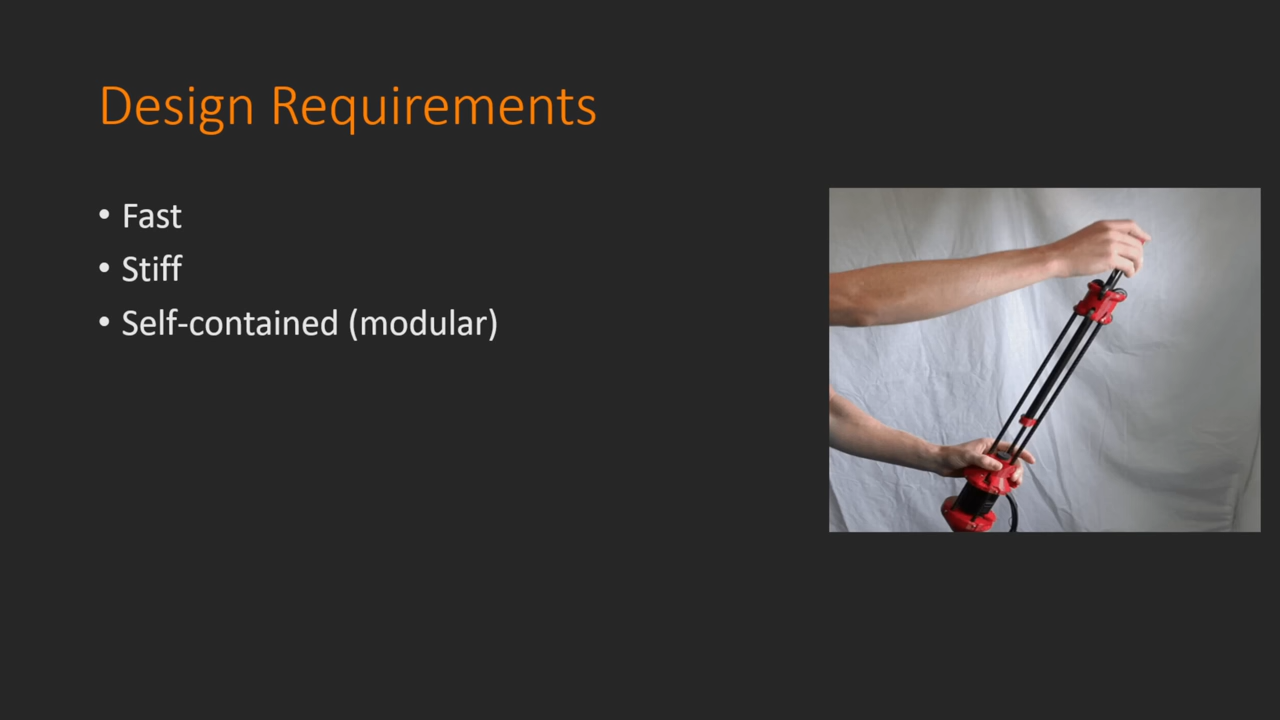 Design Requirements
• Fast
• Stiff
• Self-contained (modular)